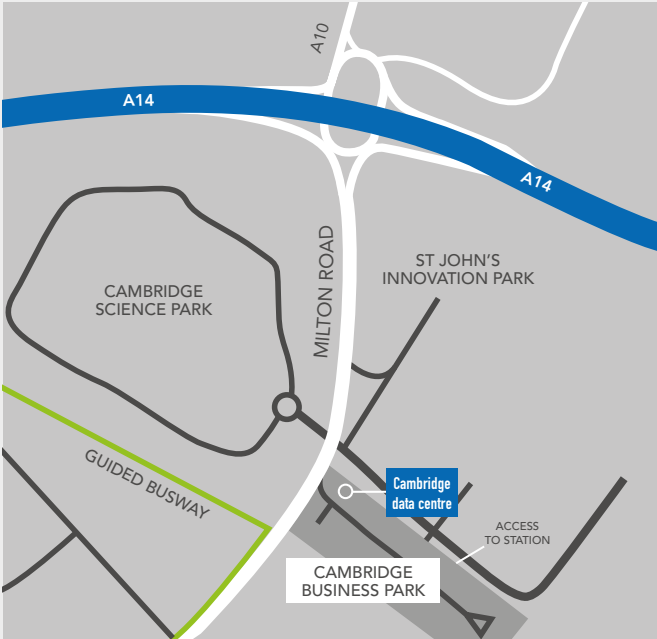 A10
A14
A14
ST JOHN'S
INNOVATION PARK
MILTON ROAD
CAMBRIDGE
SCIENCE PARK
GUIDED BUSWAY
Cambridge
data centre
ACCESS
TO STATION
CAMBRIDGE
BUSINESS PARK